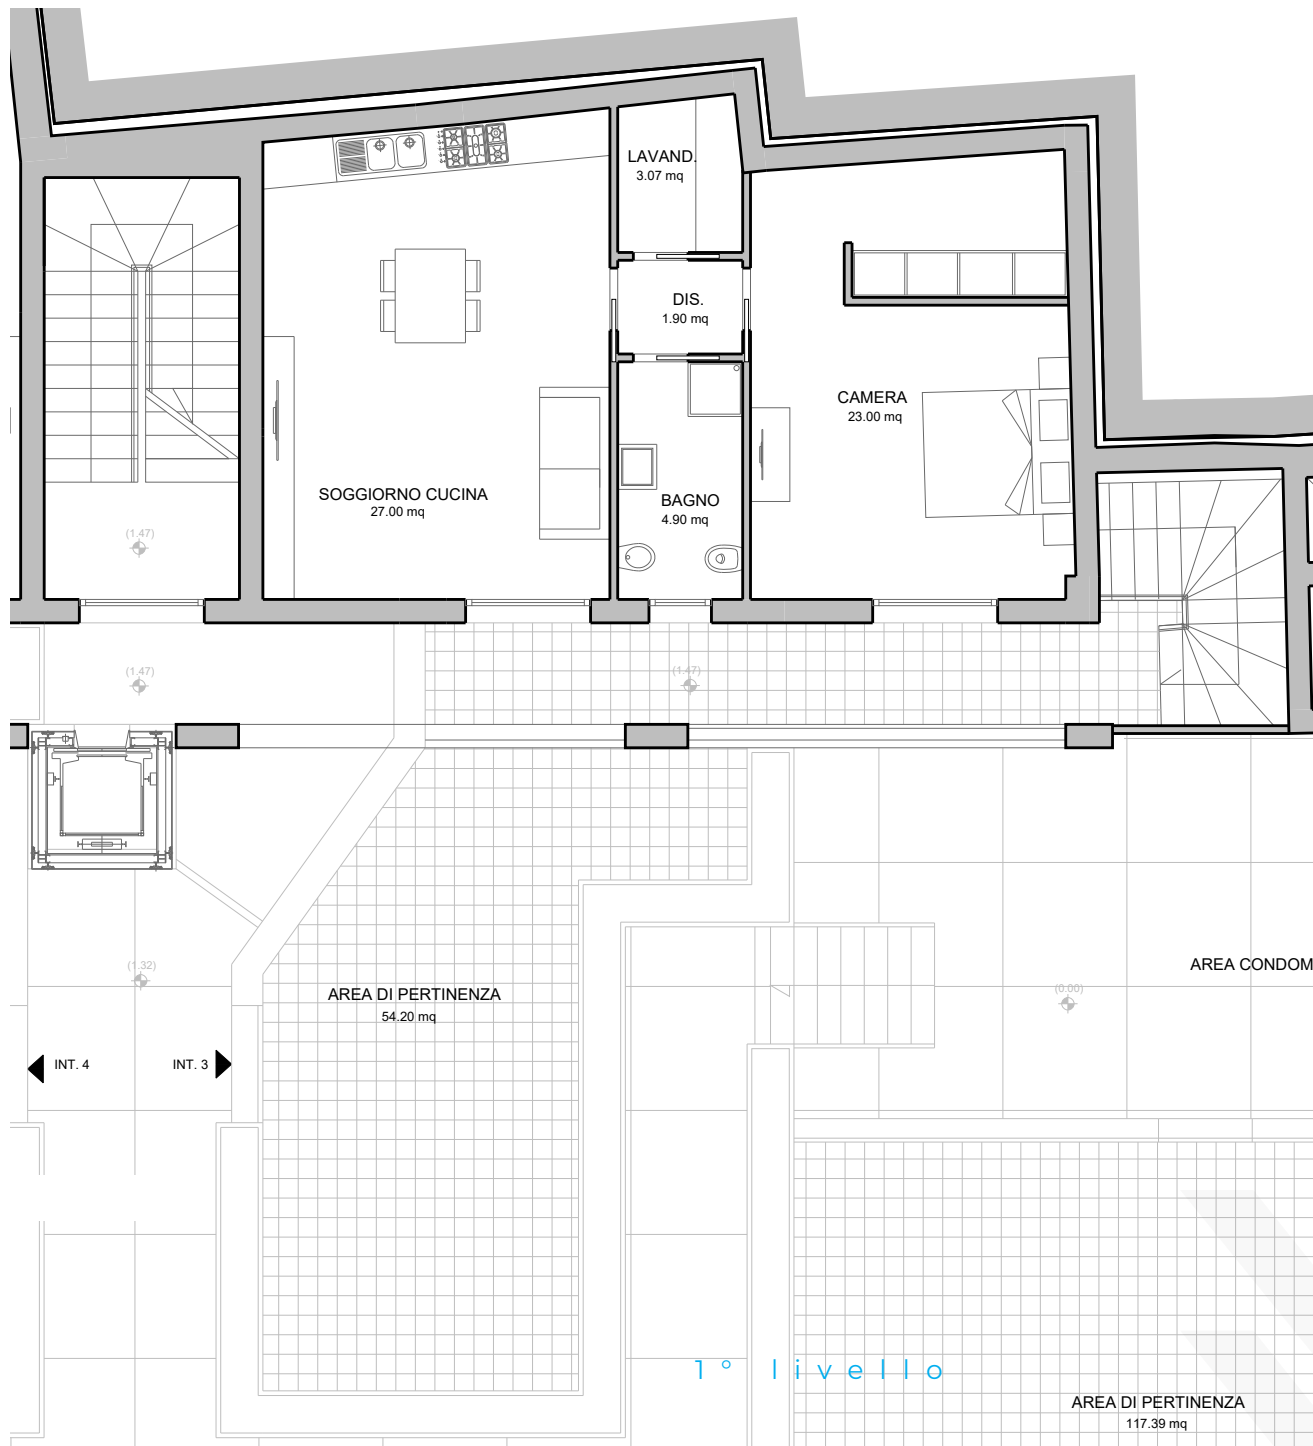 LAVAND.
3.07 mq
DIS.
1.90 mq
CAMERA
23.00 mq
SOGGIORNO CUCINA
27.00 mq
BAGNO
4.90 mq
(1.47)
(1.47)
(1.47)
(1.32)
AREA DI PERTINENZA
54.20 mq
AREA CONDOM
(0.00)
INT. 4
INT. 3
1° livello
AREA DI PERTINENZA
117.39 mq